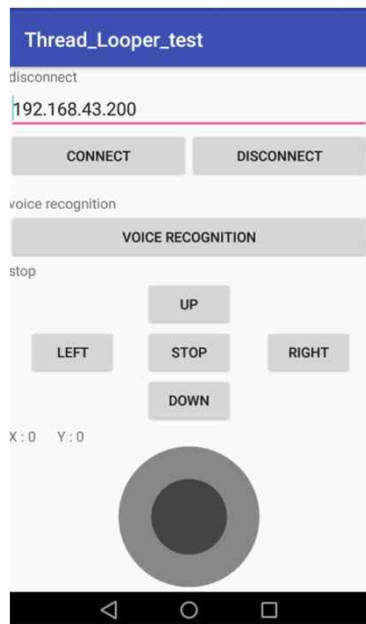 Thread_Looper_test
disconnect
192.168.43.200
CONNECT DISCONNECT
voice recognition
VOICE RECOGNITION
stop
UP
LEFT STOP RIGHT
DOWN
X : 0 Y : 0